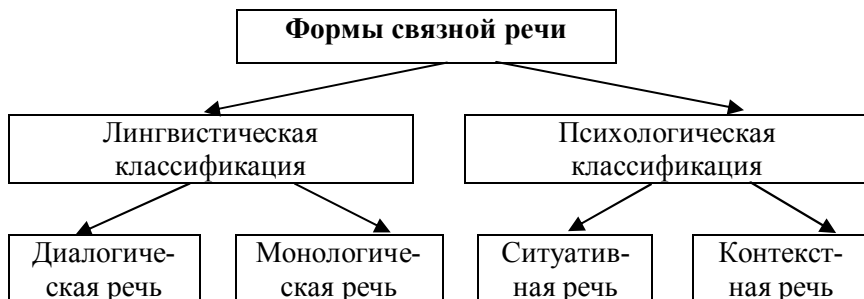 Формы связной речи
Лингвистическая
классификация
Психологическая
классификация
Диалогиче-
ская речь
Монологиче-
ская речь
Ситуатив-
ная речь
Контекст-
ная речь